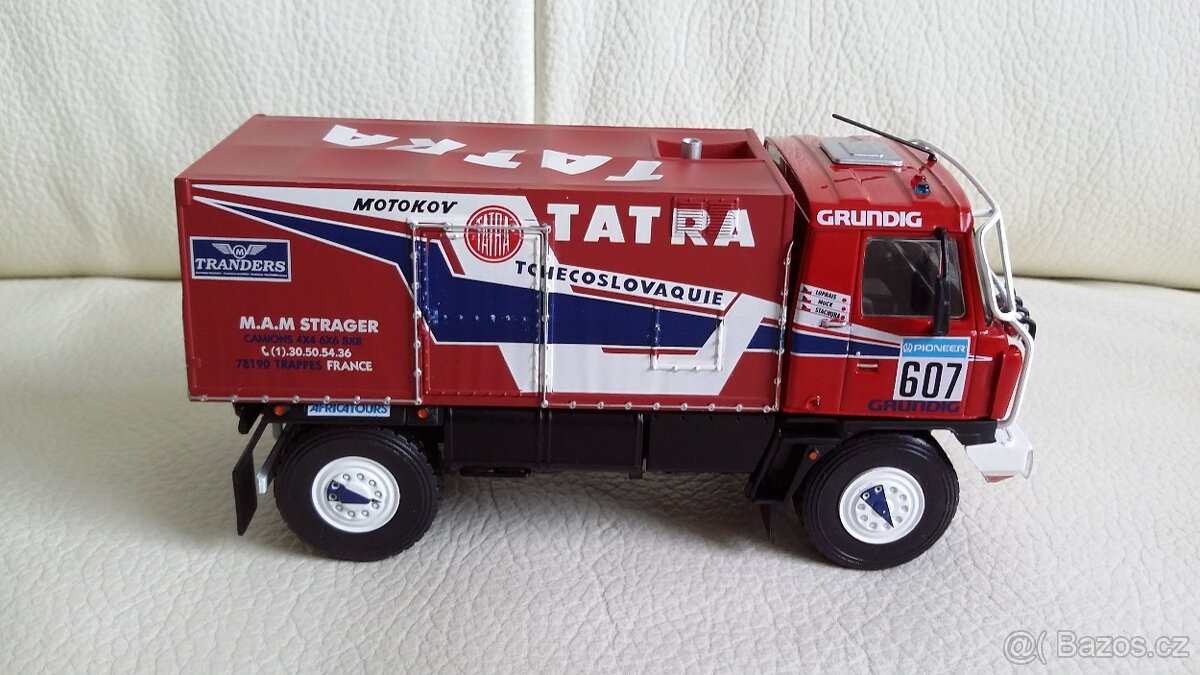 TATRA
MOTOKOV
TATRA
TATRA
TCHECOSLOVAQUIE
M
TRANDERS
M.A.M STRAGER
CAMIONS 4X4 6X6 8X8
(1).30.50.54.36
78190 TRAPPES FRANCE
AFRICATOURS
GRUNDIG
LOPRAIS
MUCK
STACHURA
PIONEER
607
GRUNDIG
@( Bazos.cz